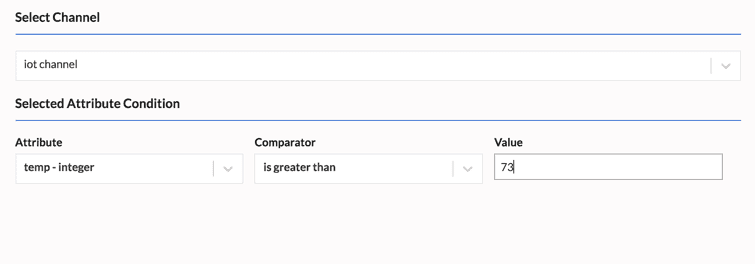 Select Channel
iot channel
Selected Attribute Condition
Attribute Comparator Value
temp - integer is greater than 73